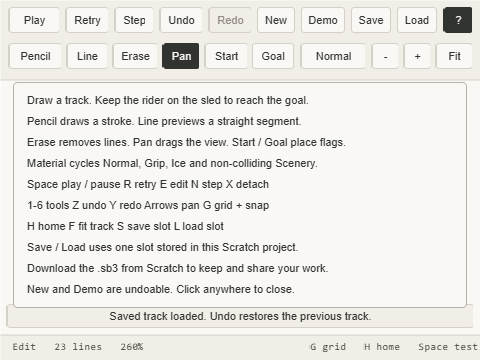 Play Retry Step Undo Redo New Demo Save Load ?
Pencil Line Erase Pan Start Goal Normal - + Fit
Draw a track. Keep the rider on the sled to reach the goal.
Pencil draws a stroke. Line previews a straight segment.
Erase removes lines. Pan drags the view. Start / Goal place flags.
Material cycles Normal, Grip, Ice and non-colliding Scenery.
Space play / pause R retry E edit N step X detach
1-6 tools Z undo Y redo Arrows pan G grid + snap
H home F fit track S save slot L load slot
Save / Load uses one slot stored in this Scratch project.
Download the .sb3 from Scratch to keep and share your work.
New and Demo are undoable. Click anywhere to close.
Saved track loaded. Undo restores the previous track.
Edit 23 lines 260% G grid H home Space test